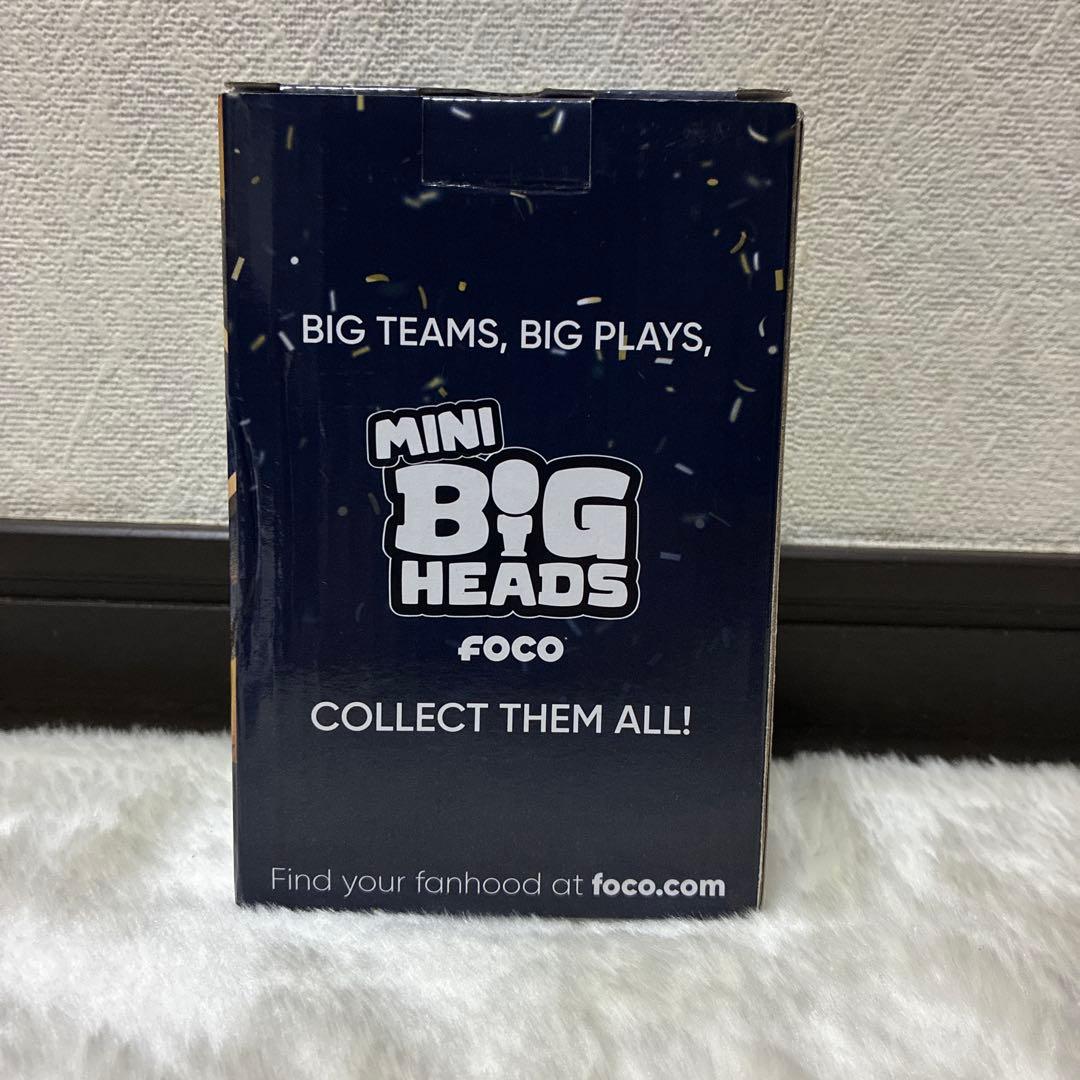 BIG TEAMS, BIG PLAYS,
MINI
BIG
HEADS
FOCO
COLLECT THEM ALL!
Find your fanhood at foco.com